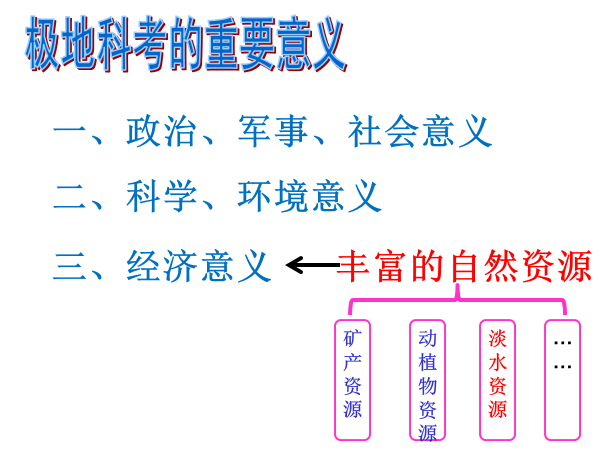 极地科考的重要意义
一、政治、军事、社会意义
二、科学、环境意义
三、经济意义 丰富的自然资源
矿产资源
动植物资源
淡水资源
……